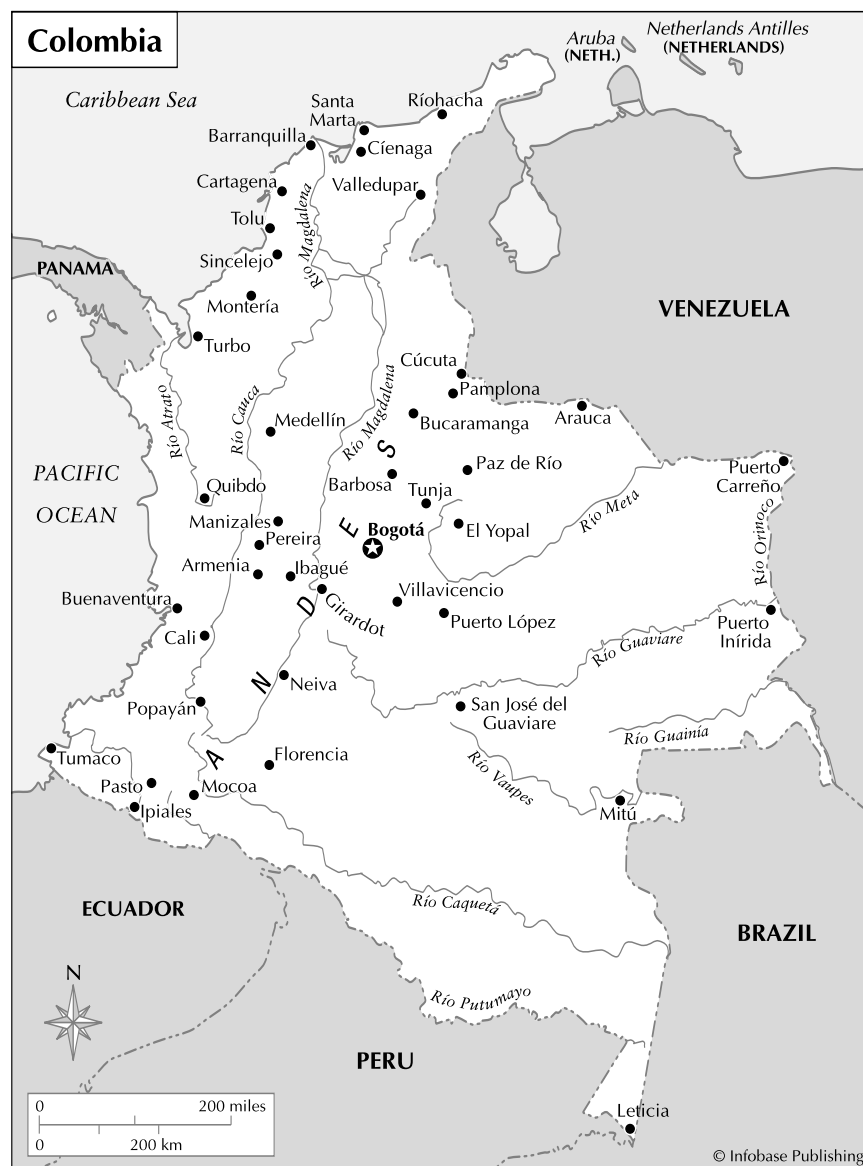 Colombia
Netherlands Antilles
(NETHERLANDS)
Aruba
(NETH.)
Caribbean Sea
Santa
Marta
Ríohacha
Barranquilla
Cíenaga
Cartagena
Valledupar
Río Magdalena
Tolu
Sincelejo
PANAMA
Montería
VENEZUELA
Turbo
Cúcuta
Pamplona
Río Atrato
Río Cauca
Río Magdalena
Arauca
Medellín
Bucaramanga
PACIFIC
OCEAN
Quibdo
Barbosa
Paz de Río
Tunja
Puerto
Carreño
Río Meta
Río Orinoco
Manizales
Bogotá
El Yopal
Pereira
Armenia
Ibagué
ANDES
Buenaventura
Girardot
Villavicencio
Puerto López
Puerto
Inírida
Cali
Río Guaviare
Neiva
Popayán
San José del
Guaviare
Río Guainía
Tumaco
Florencia
Río Vaupes
Pasto
Mocoa
Ipiales
Mitú
ECUADOR
Río Caquetá
BRAZIL
N
Río Putumayo
PERU
0 200 miles
0 200 km
Leticia
© Infobase Publishing